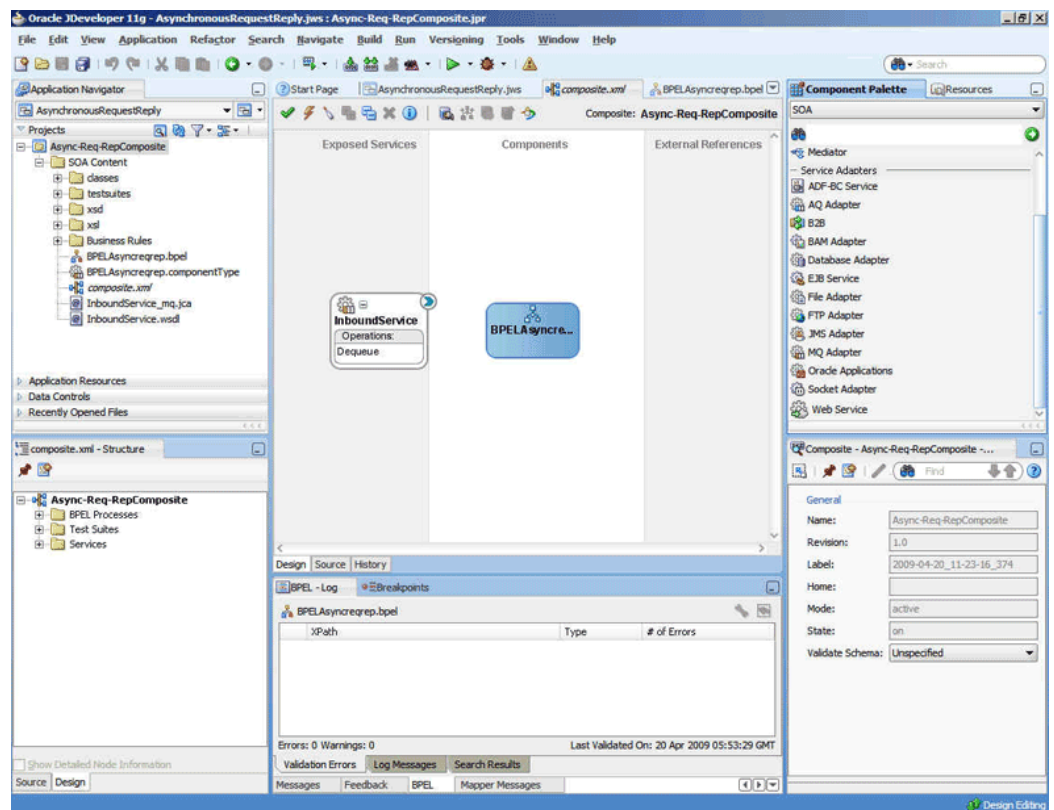 Oracle JDeveloper 11g - AsynchronousRequestReply.jws : Async-Req-RepComposite.jpr
File Edit View Application Refactor Search Navigate Build Run Versioning Tools Window Help
Search
Application Navigator
AsynchronousRequestReply
Projects
Async-Req-RepComposite
SOA Content
classes
testsuites
xsd
xsl
Business Rules
BPELAsyncreqrep.bpel
BPELAsyncreqrep.componentType
composite.xml
InboundService_mq.jca
InboundService.wsdl
Application Resources
Data Controls
Recently Opened Files
composite.xml - Structure
Async-Req-RepComposite
BPEL Processes
Test Suites
Services
Show Detailed Node Information
Source Design
Start Page AsynchronousRequestReply.jws composite.xml BPELAsyncreqrep.bpel
Composite: Async-Req-RepComposite
Exposed Services Components External References
InboundService
Operations:
Dequeue
BPELAsyncre...
Design Source History
BPEL - Log Breakpoints
BPELAsyncreqrep.bpel
XPath Type # of Errors
Errors: 0 Warnings: 0 Last Validated On: 20 Apr 2009 05:53:29 GMT
Validation Errors Log Messages Search Results
Messages Feedback BPEL Mapper Messages
Component Palette Resources
SOA
Mediator
Service Adapters
ADF-BC Service
AQ Adapter
B2B
BAM Adapter
Database Adapter
EJB Service
File Adapter
FTP Adapter
JMS Adapter
MQ Adapter
Oracle Applications
Socket Adapter
Web Service
Composite - Async-Req-RepComposite -...
Find
General
Name: Async-Req-RepComposite
Revision: 1.0
Label: 2009-04-20_11-23-16_374
Home:
Mode: active
State: on
Validate Schema: Unspecified
Design Editing